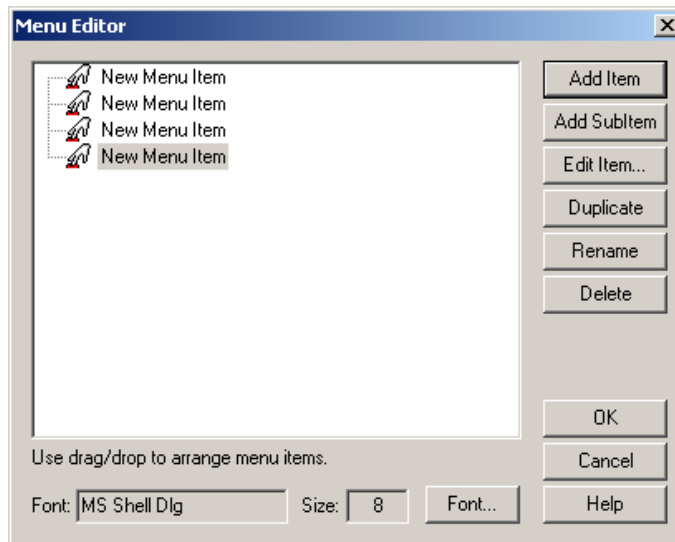 Menu Editor
New Menu Item
New Menu Item
New Menu Item
New Menu Item
Add Item
Add SubItem
Edit Item...
Duplicate
Rename
Delete
OK
Cancel
Help
Use drag/drop to arrange menu items.
Font: MS Shell Dlg Size: 8 Font...